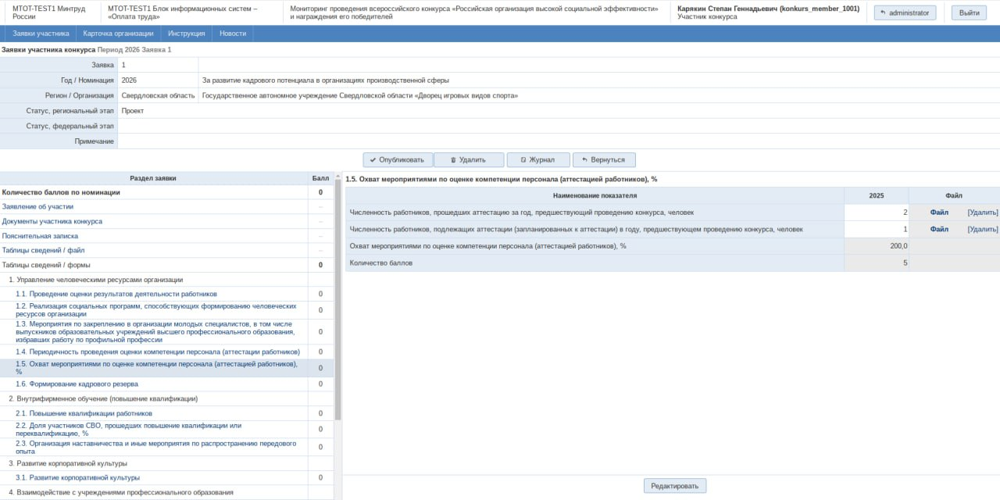 МТОТ-TEST1 Минтруд России
МТОТ-TEST1 Блок информационных систем – «Оплата труда»
Мониторинг проведения всероссийского конкурса «Российская организация высокой социальной эффективности» и награждения его победителей
Карякин Степан Геннадьевич (konkurs_member_1001)
Участник конкурса
administrator
Выйти
Заявки участника
Карточка организации
Инструкция
Новости
Заявки участника конкурса Период 2026 Заявка 1
Заявка 1
Год / Номинация 2026 За развитие кадрового потенциала в организациях производственной сферы
Регион / Организация Свердловская область Государственное автономное учреждение Свердловской области «Дворец игровых видов спорта»
Статус, региональный этап Проект
Статус, федеральный этап
Примечание
Опубликовать
Удалить
Журнал
Вернуться
Раздел заявки Балл
Количество баллов по номинации 0
Заявление об участии –
Документы участника конкурса –
Пояснительная записка –
Таблицы сведений / файл –
Таблицы сведений / формы 0
1. Управление человеческими ресурсами организации
1.1. Проведение оценки результатов деятельности работников 0
1.2. Реализация социальных программ, способствующих формированию человеческих
ресурсов организации 0
1.3. Мероприятия по закреплению в организации молодых специалистов, в том числе
выпускников образовательных учреждений высшего профессионального образования,
избравших работу по профильной профессии 0
1.4. Периодичность проведения оценки компетенции персонала (аттестации работников) 0
1.5. Охват мероприятиями по оценке компетенции персонала (аттестацией работников),
% 0
1.6. Формирование кадрового резерва 0
2. Внутрифирменное обучение (повышение квалификации)
2.1. Повышение квалификации работников 0
2.2. Доля участников СВО, прошедших повышение квалификации или
переквалификацию, % 0
2.3. Организация наставничества и иные мероприятия по распространению передового
опыта 0
3. Развитие корпоративной культуры
3.1. Развитие корпоративной культуры 0
4. Взаимодействие с учреждениями профессионального образования
1.5. Охват мероприятиями по оценке компетенции персонала (аттестацией работников), %
Наименование показателя 2025 Файл
Численность работников, прошедших аттестацию за год, предшествующий проведению конкурса, человек 2 Файл [Удалить]
Численность работников, подлежащих аттестации (запланированных к аттестации) в году, предшествующем проведению конкурса, человек 1 Файл [Удалить]
Охват мероприятиями по оценке компетенции персонала (аттестацией работников), % 200,0
Количество баллов 5
Редактировать